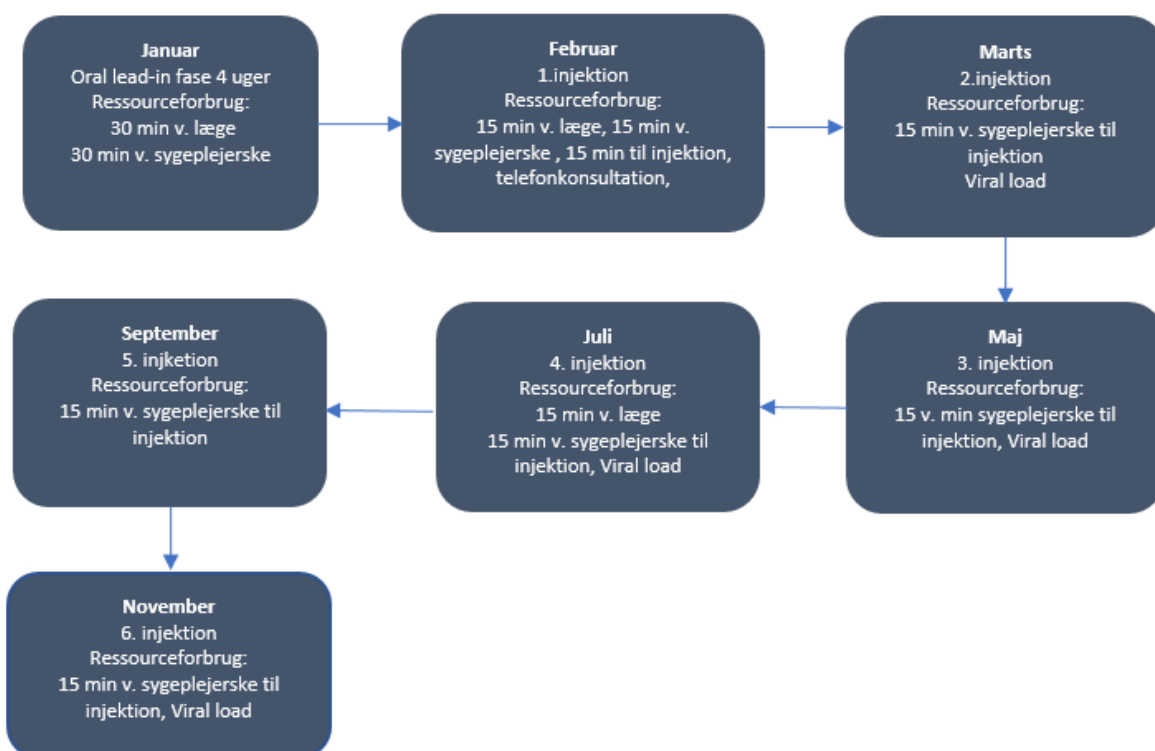 Januar
Oral lead-in fase 4 uger
Ressourceforbrug:
30 min v. læge
30 min v. sygeplejerske
Februar
1.injektion
Ressourceforbrug:
15 min v. læge, 15 min v.
sygeplejerske , 15 min til injektion,
telefonkonsultation,
Marts
2.injektion
Ressourceforbrug:
15 min v. sygeplejerske til
injektion
Viral load
Maj
3. injektion
Ressourceforbrug:
15 v. min sygeplejerske til
injektion, Viral load
Juli
4. injektion
Ressourceforbrug:
15 min v. læge
15 min v. sygeplejerske til
injektion, Viral load
September
5. injketion
Ressourceforbrug:
15 min v. sygeplejerske til
injektion
November
6. injektion
Ressourceforbrug:
15 min v. sygeplejerske til
injektion, Viral load